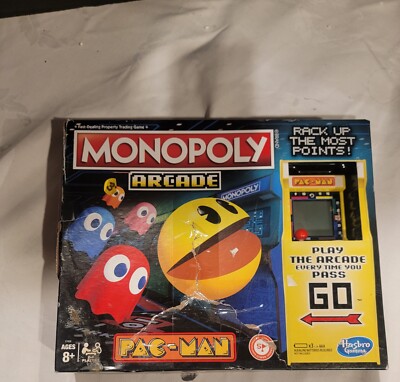 Fast-Dealing Property Trading Game
MONOPOLY
ARCADE
MONOPOLY
PAC-MAN
AGES
8+
RACK UP
THE MOST
POINTS!
PAC-MAN
PLAY
THE ARCADE
EVERY TIME YOU
PASS
GO
Hasbro
Gaming